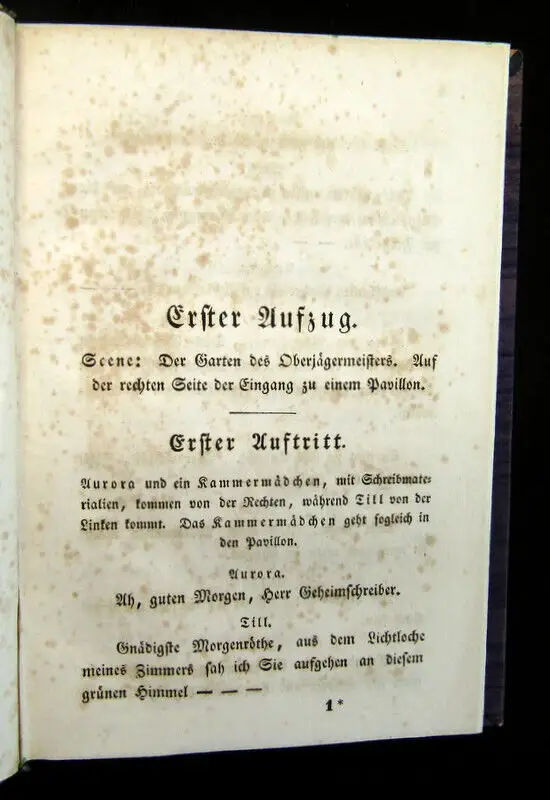 Erster Aufzug.
Scene: Der Garten des Oberjägermeisters. Auf
der rechten Seite der Eingang zu einem Pavillon.
Erster Auftritt.
Aurora und ein Kammermädchen, mit Schreibmate-
rialien, kommen von der Rechten, während Till von der
Linken kommt. Das Kammermädchen geht sogleich in
den Pavillon.
Aurora.
Ah, guten Morgen, Herr Geheimschreiber.
Till.
Gnädigste Morgenröthe, aus dem Lichtloche
meines Zimmers sah ich Sie aufgehen an diesem
grünen Himmel — — —
1*